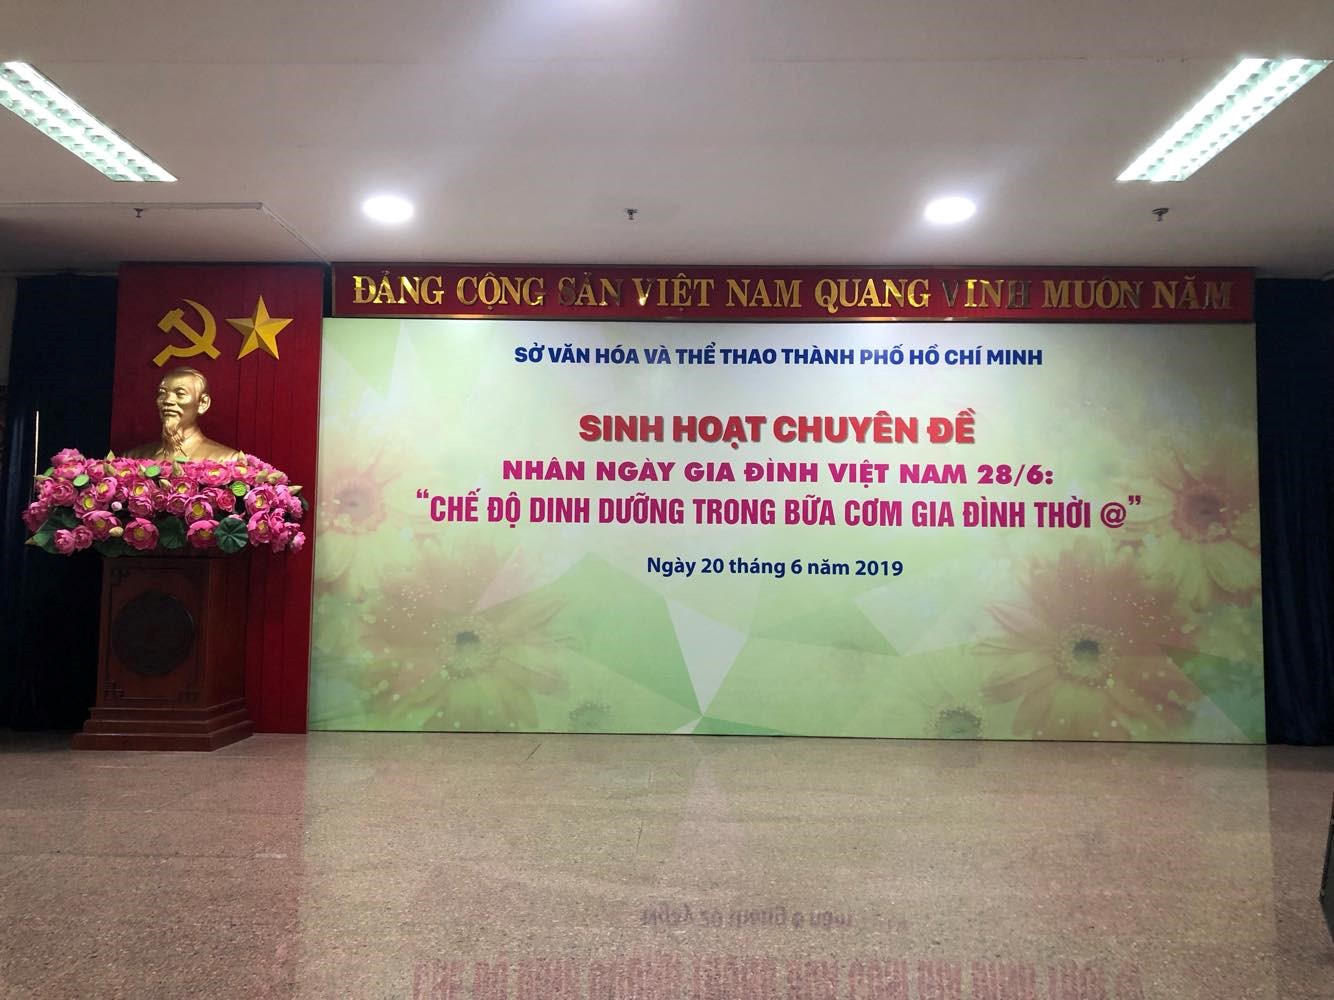 ĐẢNG CỘNG SẢN VIỆT NAM QUANG VINH MUÔN NĂM
SỞ VĂN HÓA VÀ THỂ THAO THÀNH PHỐ HỒ CHÍ MINH
SINH HOẠT CHUYÊN ĐỀ
NHÂN NGÀY GIA ĐÌNH VIỆT NAM 28/6:
“CHẾ ĐỘ DINH DƯỠNG TRONG BỮA CƠM GIA ĐÌNH THỜI @”
Ngày 20 tháng 6 năm 2019